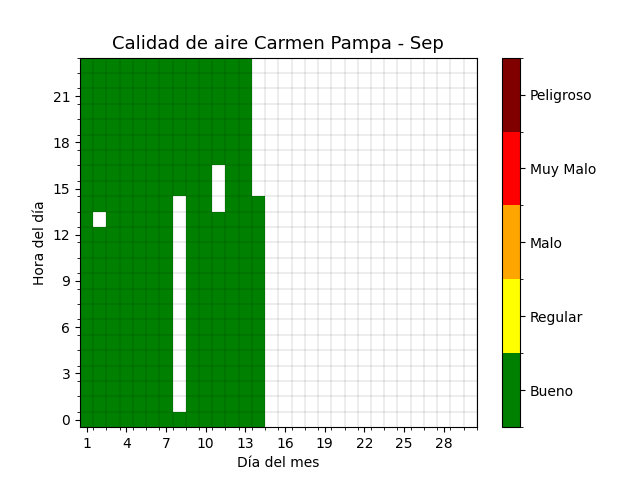 Calidad de aire Carmen Pampa - Sep
Hora del día
21
18
15
12
9
6
3
0
1 4 7 10 13 16 19 22 25 28
Día del mes
Peligroso
Muy Malo
Malo
Regular
Bueno